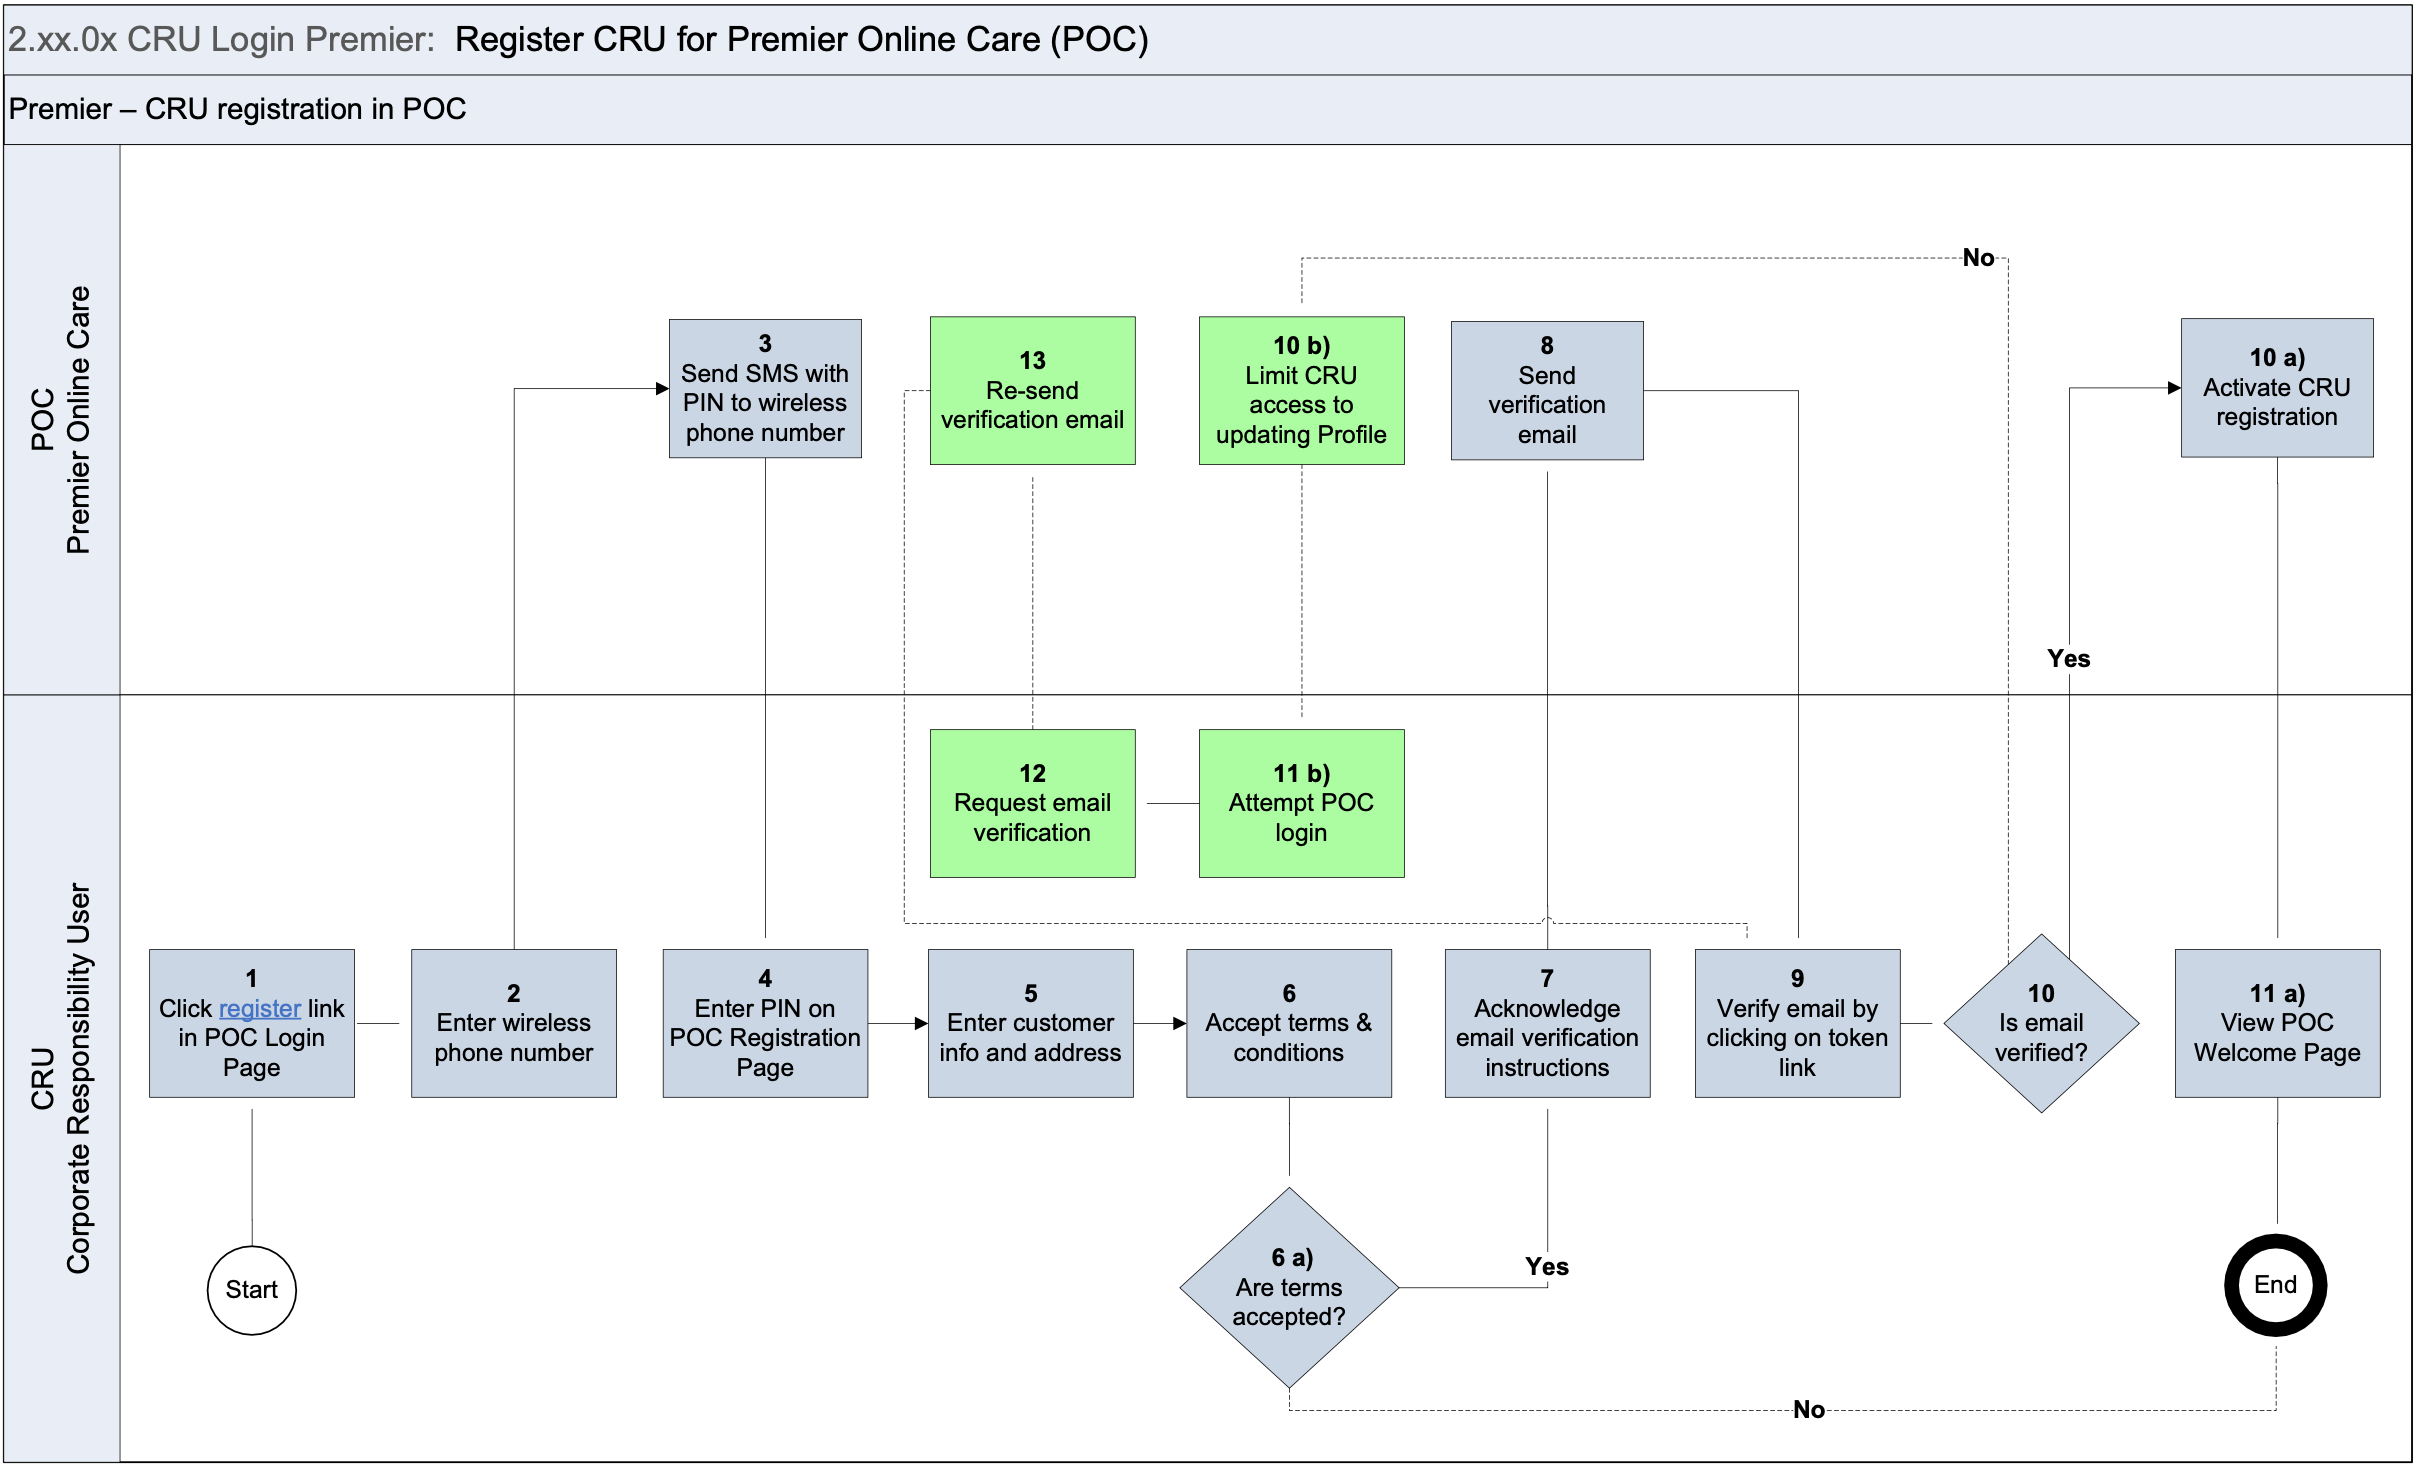 2.xx.0x CRU Login Premier: Register CRU for Premier Online Care (POC)
Premier – CRU registration in POC
POC
Premier Online Care
No
3
Send SMS with
PIN to wireless
phone number
13
Re-send
verification email
10 b)
Limit CRU
access to
updating Profile
8
Send
verification
email
10 a)
Activate CRU
registration
Yes
CRU
Corporate Responsibility User
12
Request email
verification
11 b)
Attempt POC
login
1
Click register link
in POC Login
Page
2
Enter wireless
phone number
4
Enter PIN on
POC Registration
Page
5
Enter customer
info and address
6
Accept terms &
conditions
7
Acknowledge
email verification
instructions
9
Verify email by
clicking on token
link
10
Is email
verified?
11 a)
View POC
Welcome Page
Start
6 a)
Are terms
accepted?
Yes
End
No